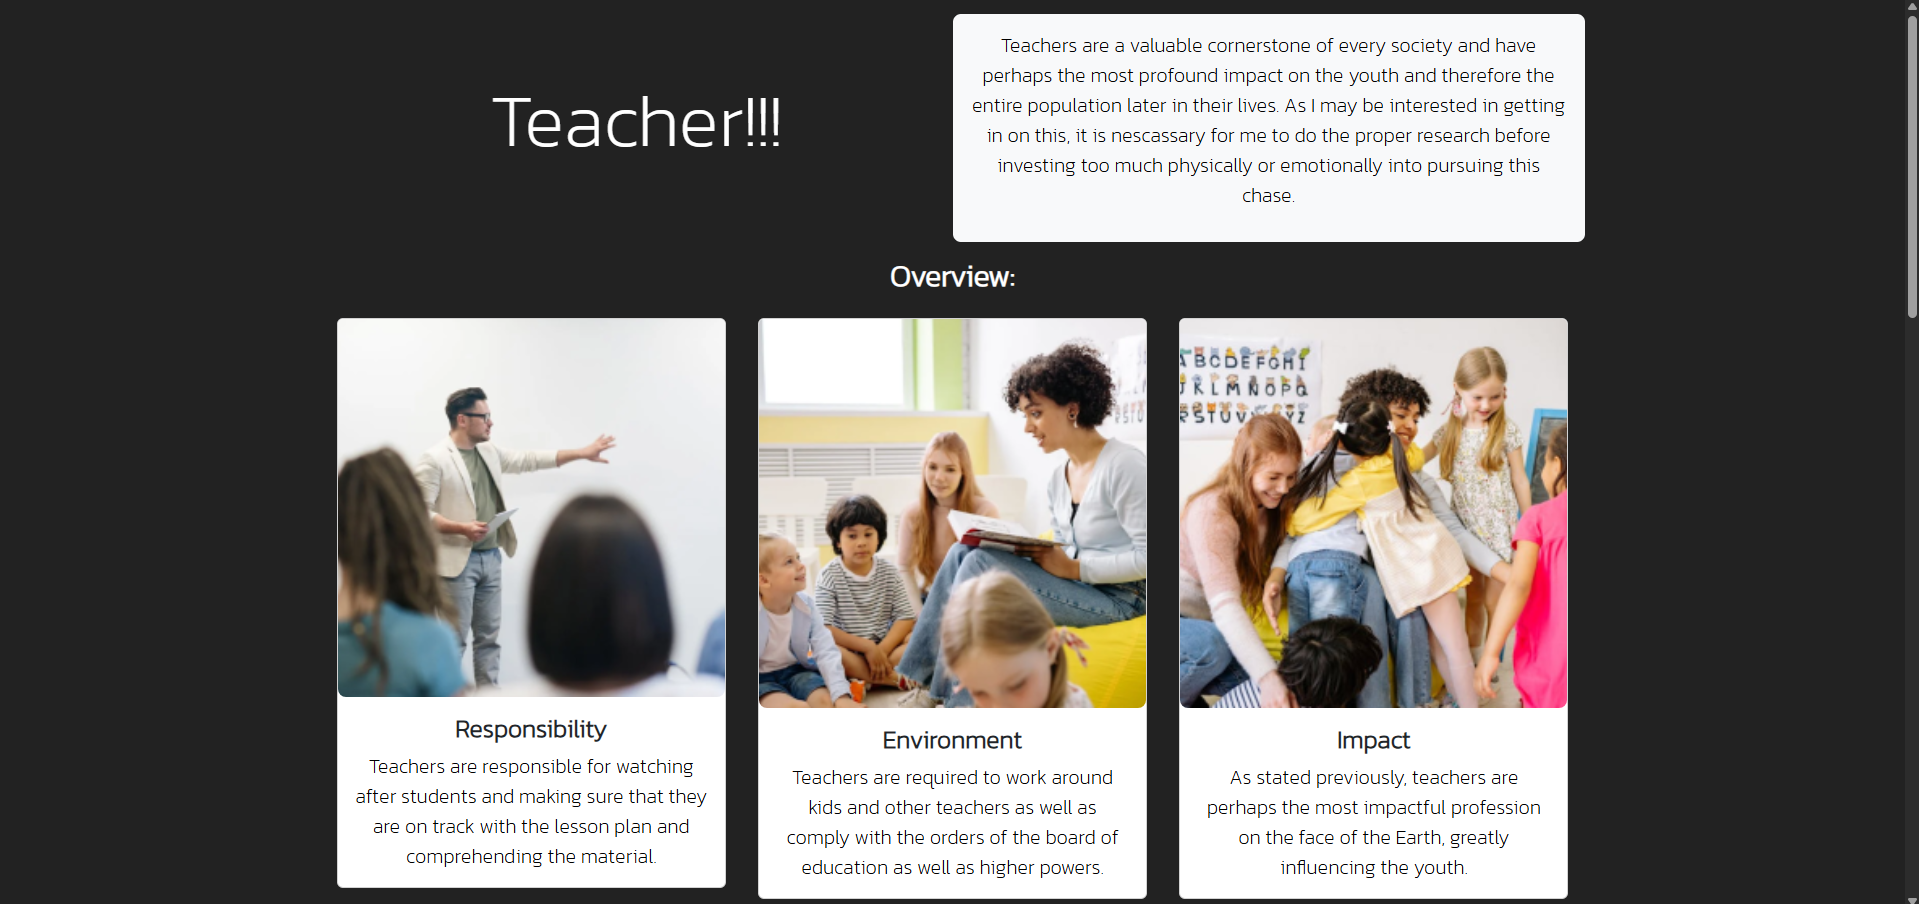 Teacher!!!
Teachers are a valuable cornerstone of every society and have
perhaps the most profound impact on the youth and therefore the
entire population later in their lives. As I may be interested in getting
in on this, it is nescassary for me to do the proper research before
investing too much physically or emotionally into pursuing this
chase.
Overview:
A B C D E F G H I
J K L M N O P Q
R S T U V
Y Z
Responsibility
Teachers are responsible for watching
after students and making sure that they
are on track with the lesson plan and
comprehending the material.
Environment
Teachers are required to work around
kids and other teachers as well as
comply with the orders of the board of
education as well as higher powers.
Impact
As stated previously, teachers are
perhaps the most impactful profession
on the face of the Earth, greatly
influencing the youth.